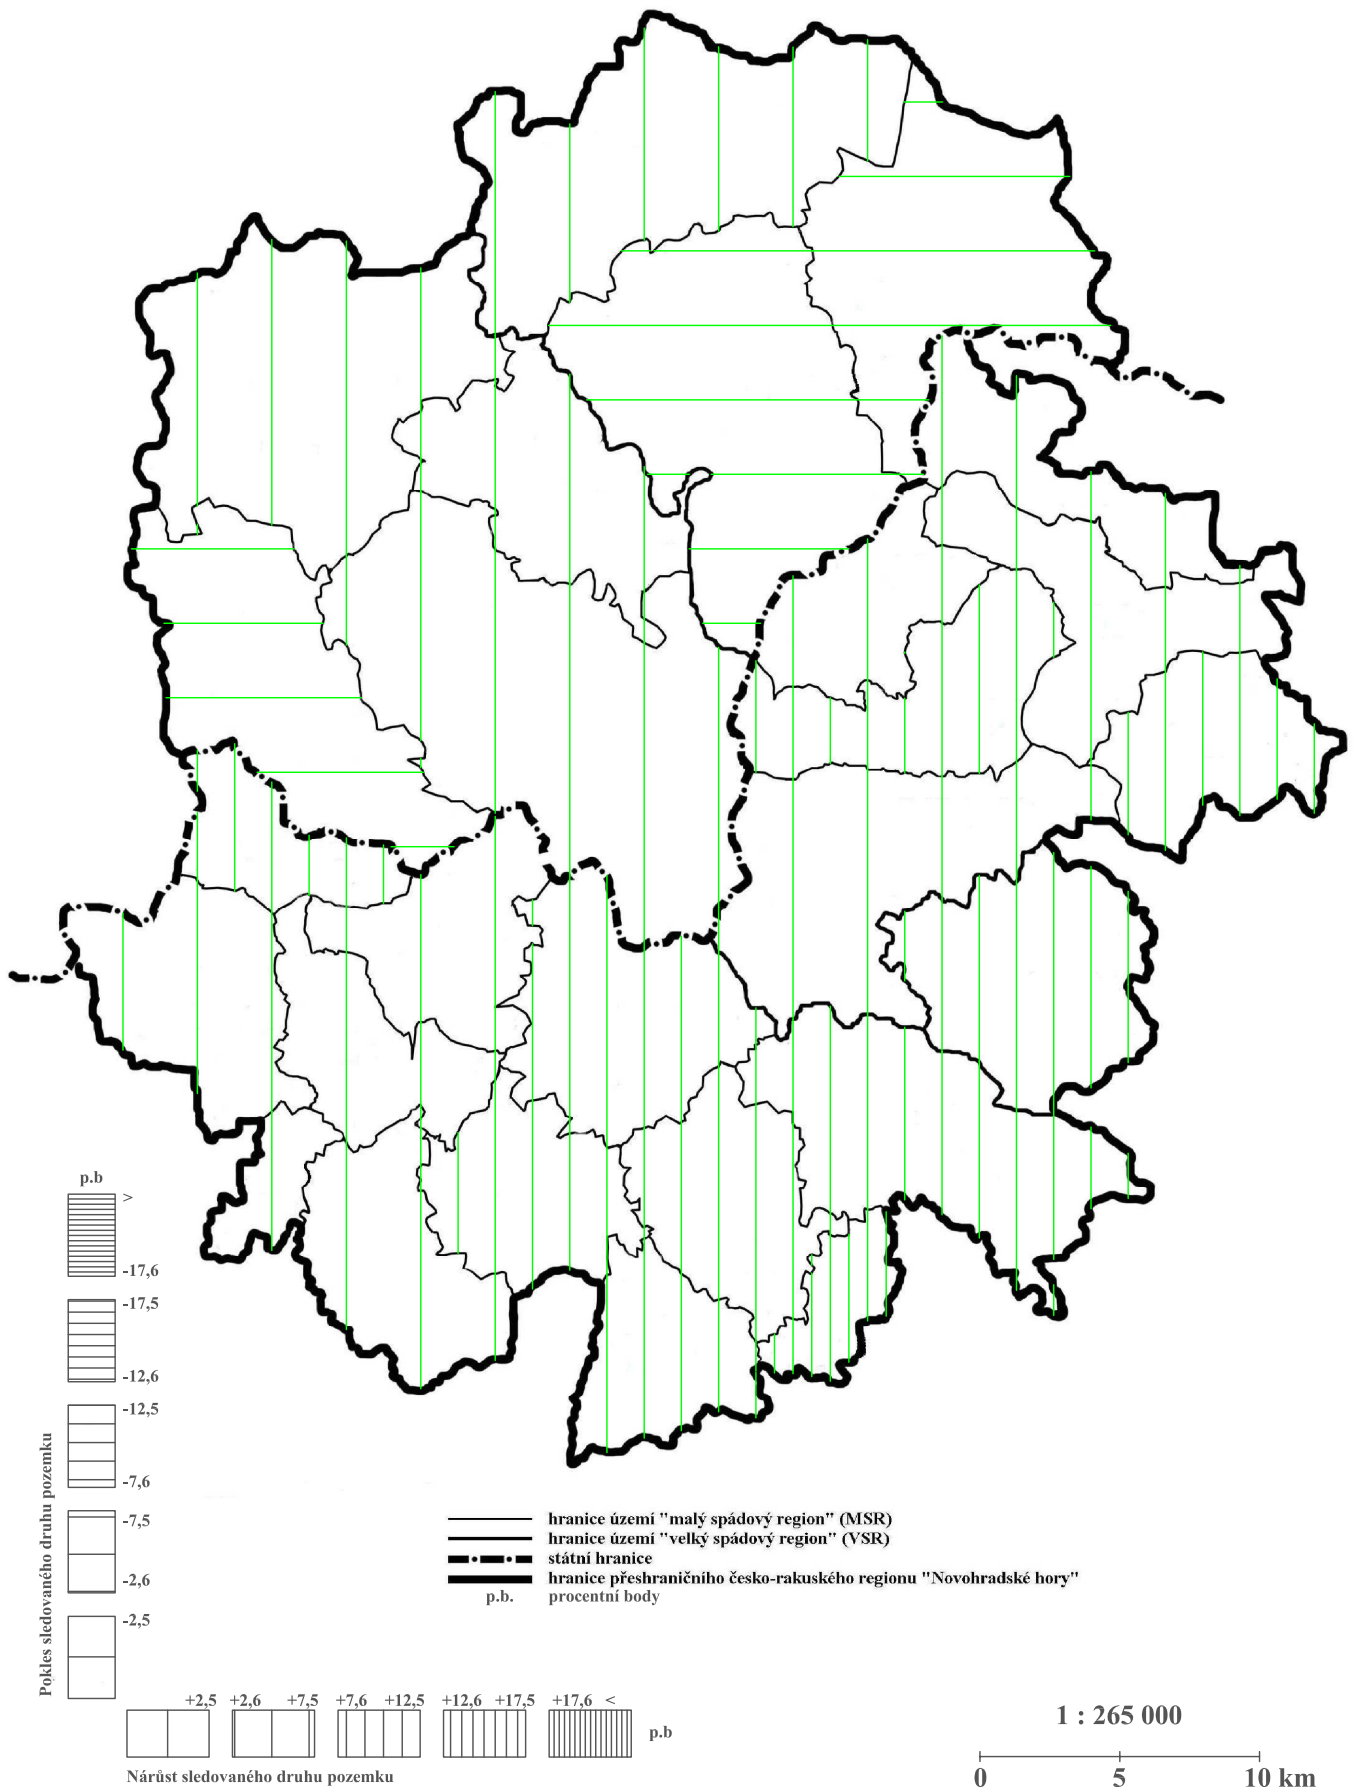 p.b
>
-17,6
-17,5
-12,6
-12,5
-7,6
-7,5
-2,6
-2,5
Pokles sledovaného druhu pozemku
hranice území "malý spádový region" (MSR)
hranice území "velký spádový region" (VSR)
státní hranice
hranice přeshraničního česko-rakuského regionu "Novohradské hory"
p.b. procentní body
+2,5 +2,6 +7,5 +7,6 +12,5 +12,6 +17,5 +17,6 <
p.b
Nárůst sledovaného druhu pozemku
1 : 265 000
0 5 10 km